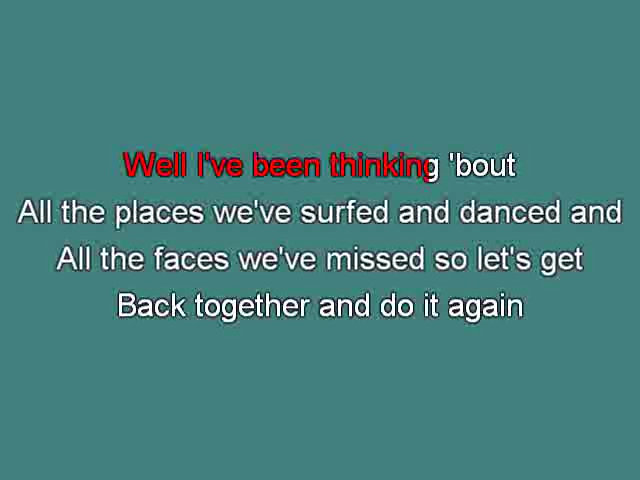 Well I've been thinking 'bout
All the places we've surfed and danced and
All the faces we've missed so let's get
Back together and do it again